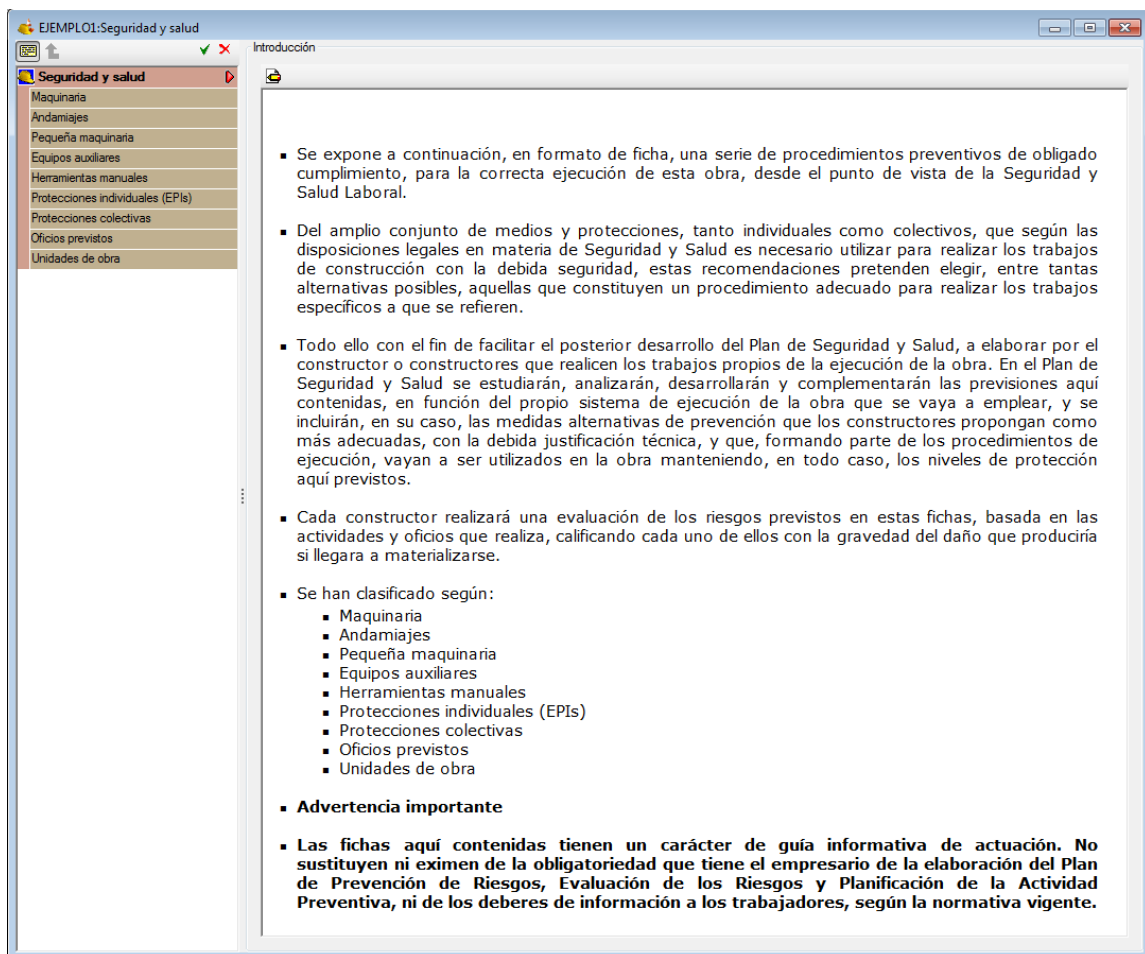 EJEMPLO1:Seguridad y salud
Seguridad y salud
Maquinaria
Andamiajes
Pequeña maquinaria
Equipos auxiliares
Herramientas manuales
Protecciones individuales (EPIs)
Protecciones colectivas
Oficios previstos
Unidades de obra
Introducción
Se expone a continuación, en formato de ficha, una serie de procedimientos preventivos de obligado
cumplimiento, para la correcta ejecución de esta obra, desde el punto de vista de la Seguridad y
Salud Laboral.
Del amplio conjunto de medios y protecciones, tanto individuales como colectivos, que según las
disposiciones legales en materia de Seguridad y Salud es necesario utilizar para realizar los trabajos
de construcción con la debida seguridad, estas recomendaciones pretenden elegir, entre tantas
alternativas posibles, aquellas que constituyen un procedimiento adecuado para realizar los trabajos
específicos a que se refieren.
Todo ello con el fin de facilitar el posterior desarrollo del Plan de Seguridad y Salud, a elaborar por el
constructor o constructores que realicen los trabajos propios de la ejecución de la obra. En el Plan de
Seguridad y Salud se estudiarán, analizarán, desarrollarán y complementarán las previsiones aquí
contenidas, en función del propio sistema de ejecución de la obra que se vaya a emplear, y se
incluirán, en su caso, las medidas alternativas de prevención que los constructores propongan como
más adecuadas, con la debida justificación técnica, y que, formando parte de los procedimientos de
ejecución, vayan a ser utilizados en la obra manteniendo, en todo caso, los niveles de protección
aquí previstos.
Cada constructor realizará una evaluación de los riesgos previstos en estas fichas, basada en las
actividades y oficios que realiza, calificando cada uno de ellos con la gravedad del daño que produciría
si llegara a materializarse.
Se han clasificado según:
Maquinaria
Andamiajes
Pequeña maquinaria
Equipos auxiliares
Herramientas manuales
Protecciones individuales (EPIs)
Protecciones colectivas
Oficios previstos
Unidades de obra
Advertencia importante
Las fichas aquí contenidas tienen un carácter de guía informativa de actuación. No
sustituyen ni eximen de la obligatoriedad que tiene el empresario de la elaboración del Plan
de Prevención de Riesgos, Evaluación de los Riesgos y Planificación de la Actividad
Preventiva, ni de los deberes de información a los trabajadores, según la normativa vigente.